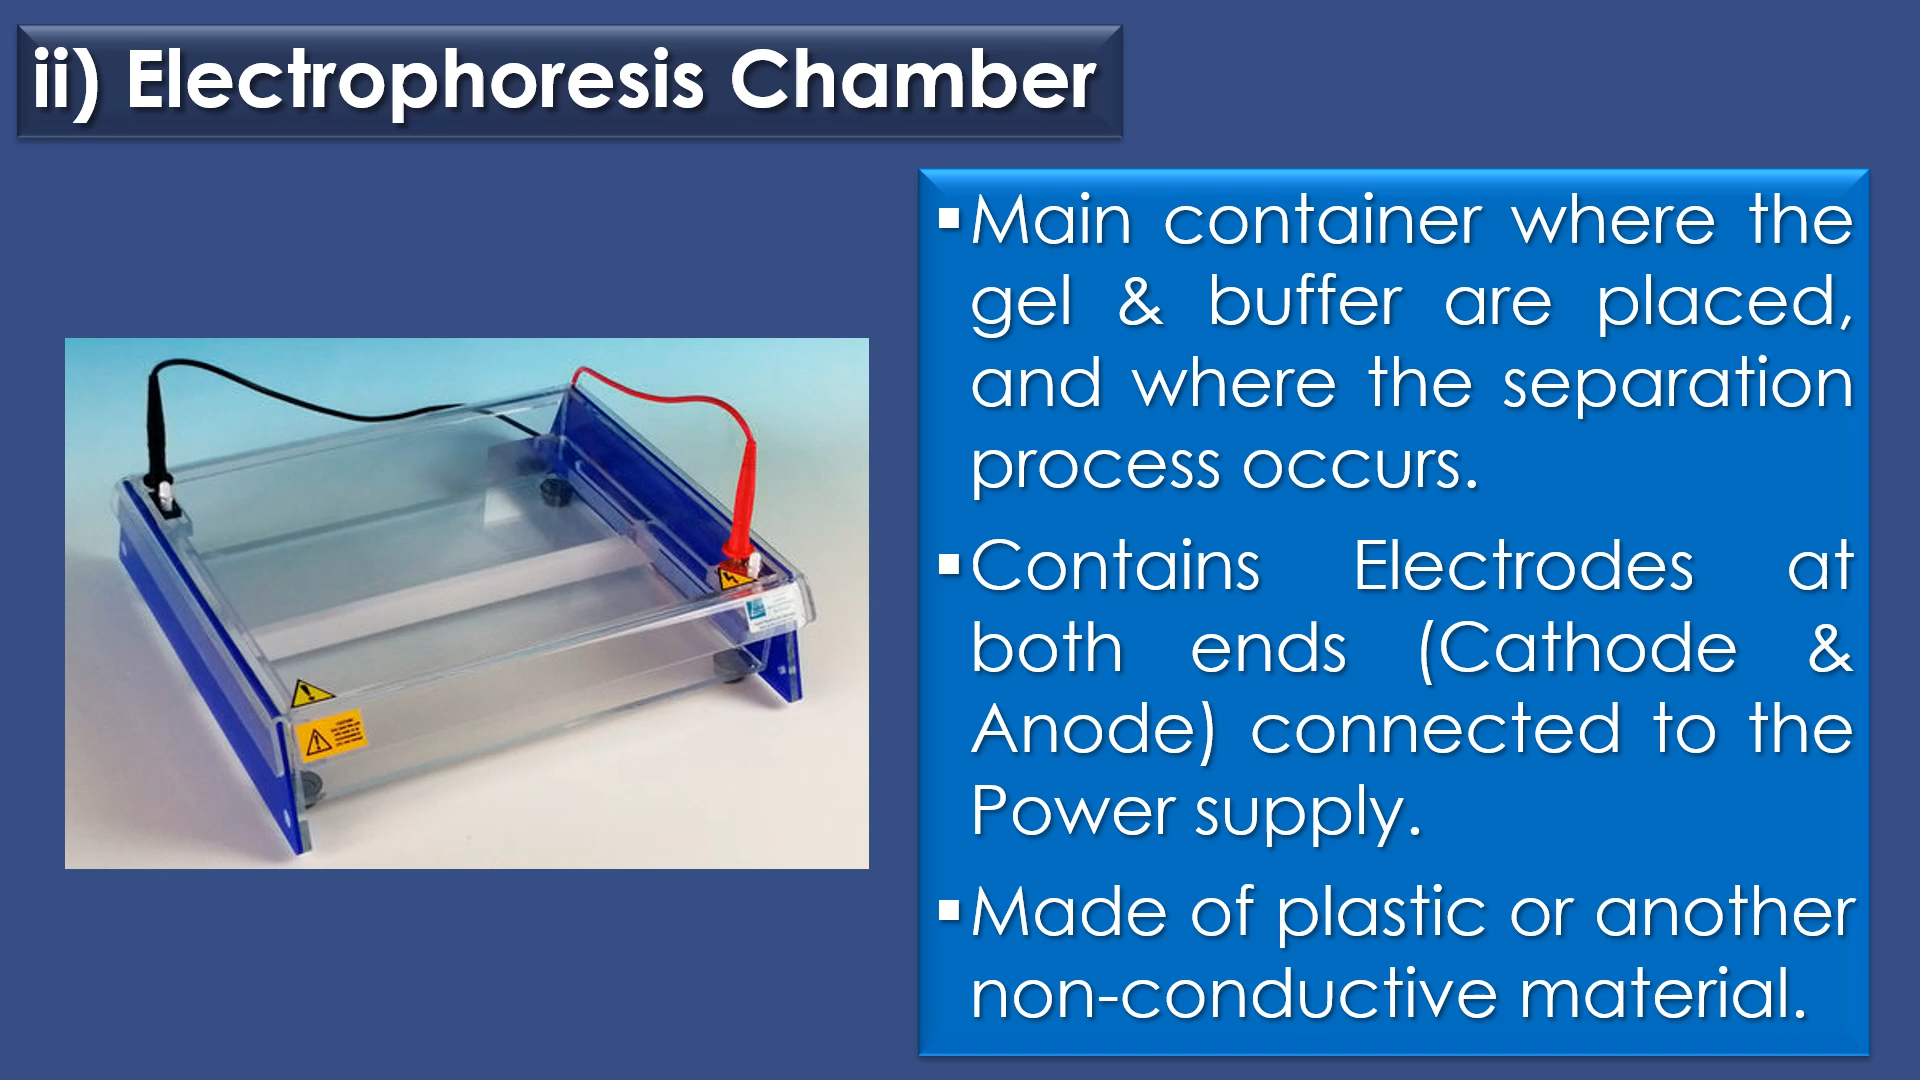 ii) Electrophoresis Chamber
▪Main container where the
gel & buffer are placed,
and where the separation
process occurs.
▪Contains Electrodes at
both ends (Cathode &
Anode) connected to the
Power supply.
▪Made of plastic or another
non-conductive material.